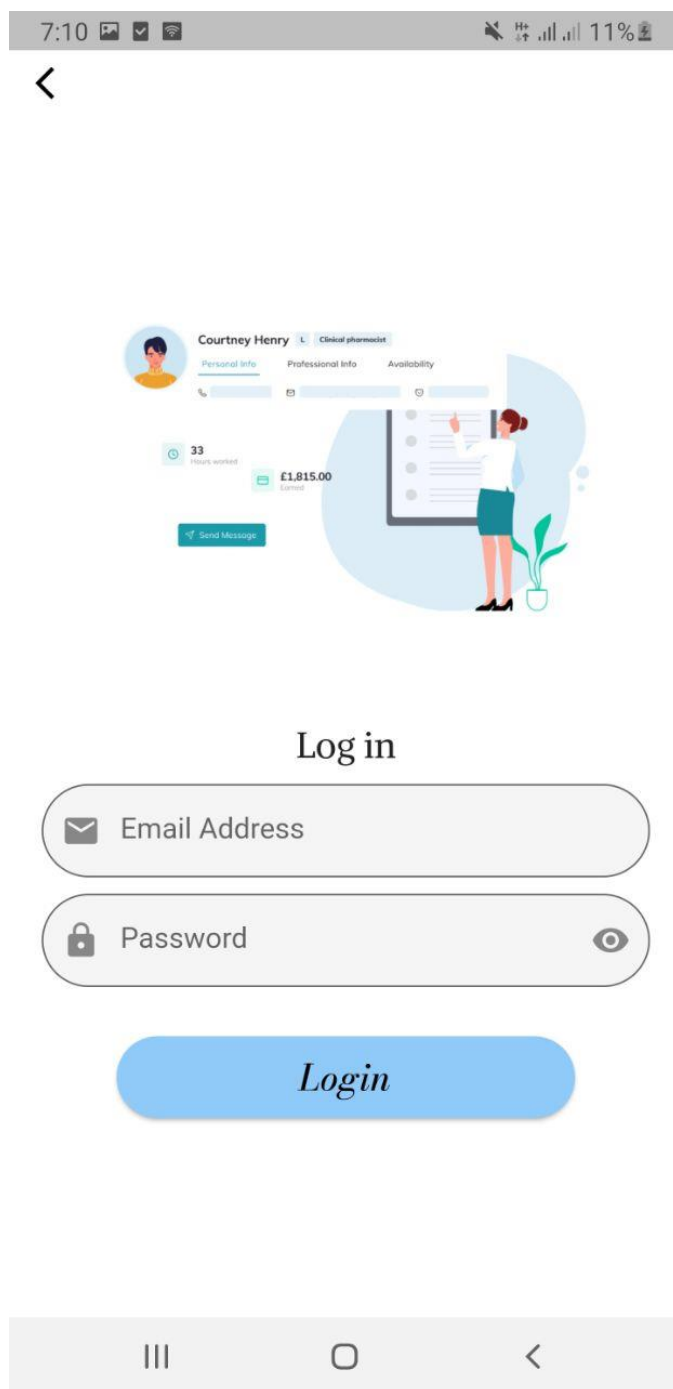 7:10 H+ 11%
Courtney Henry L Clinical pharmocist
Personal Info Professional Info Availability
33
Hours worked
£1,815.00
Earned
Send Message
Log in
Email Address
Password
Login